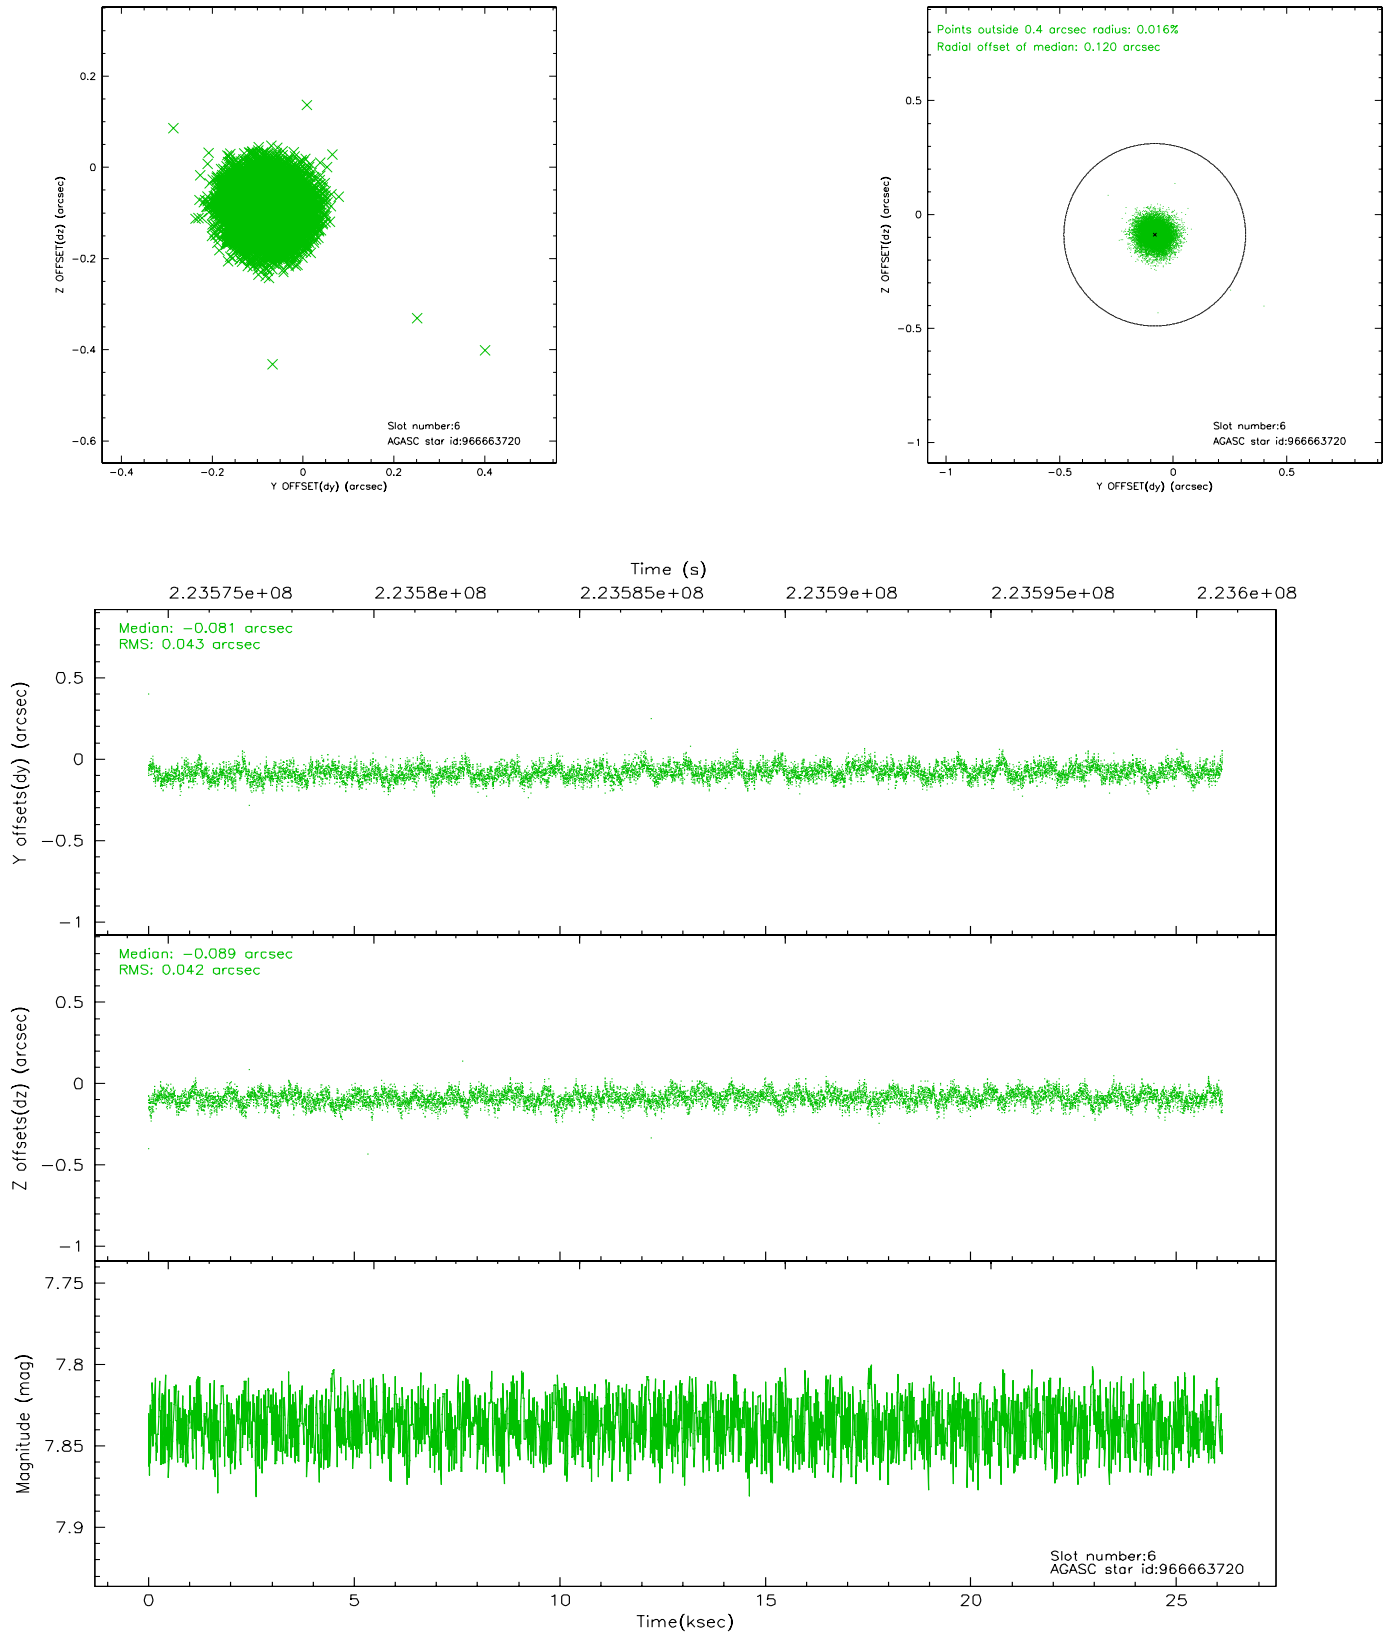 0.2
0
−0.2
−0.4
−0.6
Z OFFSET(dz) (arcsec)
Slot number:6
AGASC star id:966663720
−0.4 −0.2 0 0.2 0.4
Y OFFSET(dy) (arcsec)
Points outside 0.4 arcsec radius: 0.016%
Radial offset of median: 0.120 arcsec
0.5
0
−0.5
−1
Z OFFSET(dz) (arcsec)
Slot number:6
AGASC star id:966663720
−1 −0.5 0 0.5
Y OFFSET(dy) (arcsec)
Time (s)
2.23575e+08 2.2358e+08 2.23585e+08 2.2359e+08 2.23595e+08 2.236e+08
Median: −0.081 arcsec
RMS: 0.043 arcsec
0.5
0
−0.5
−1
Y offsets(dy) (arcsec)
Median: −0.089 arcsec
RMS: 0.042 arcsec
0.5
0
−0.5
−1
Z offsets(dz) (arcsec)
7.75
7.8
7.85
7.9
Magnitude (mag)
Slot number:6
AGASC star id:966663720
0 5 10 15 20 25
Time(ksec)